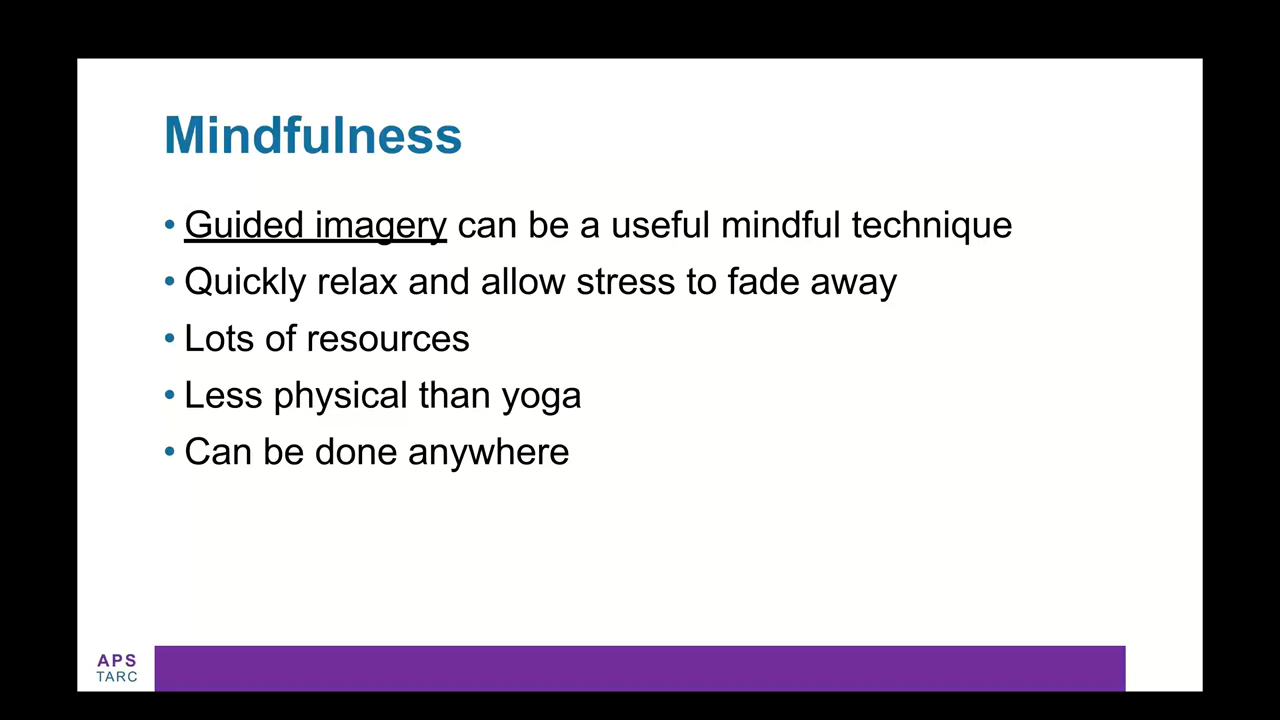 Mindfulness
• Guided imagery can be a useful mindful technique
• Quickly relax and allow stress to fade away
• Lots of resources
• Less physical than yoga
• Can be done anywhere
APS
TARC